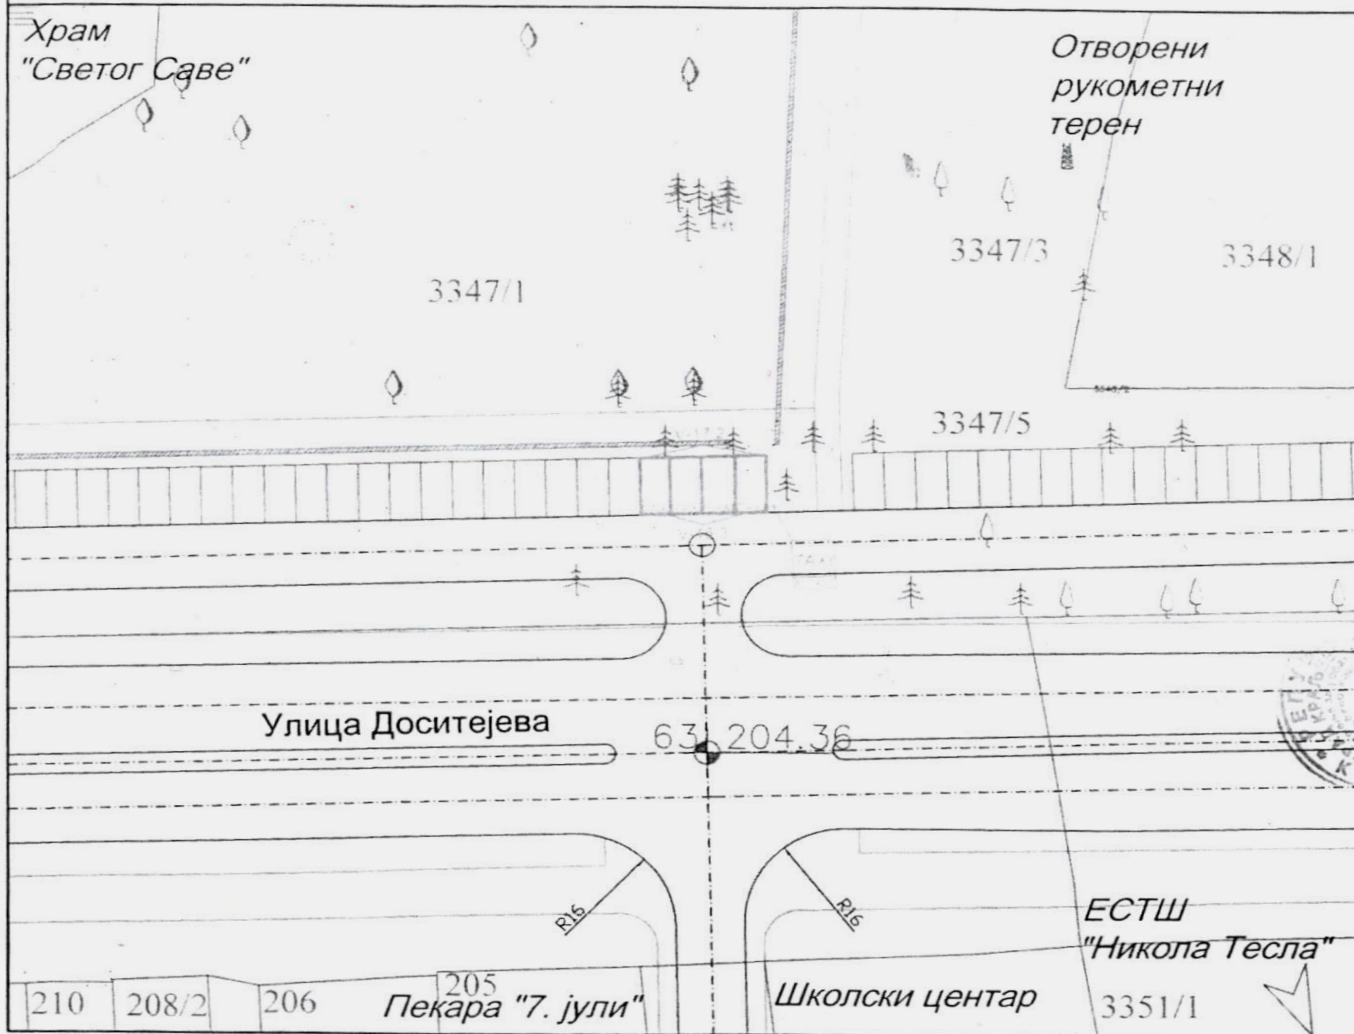 Храм
"Светог Саве"
Отворени
рукометни
терен
3347/3
3348/1
3347/1
3347/5
Улица Доситејева
63 204.36
R16
R16
ЕСТШ
"Никола Тесла"
210
208/2
206
205
Пекара "7. јули"
Школски центар
3351/1